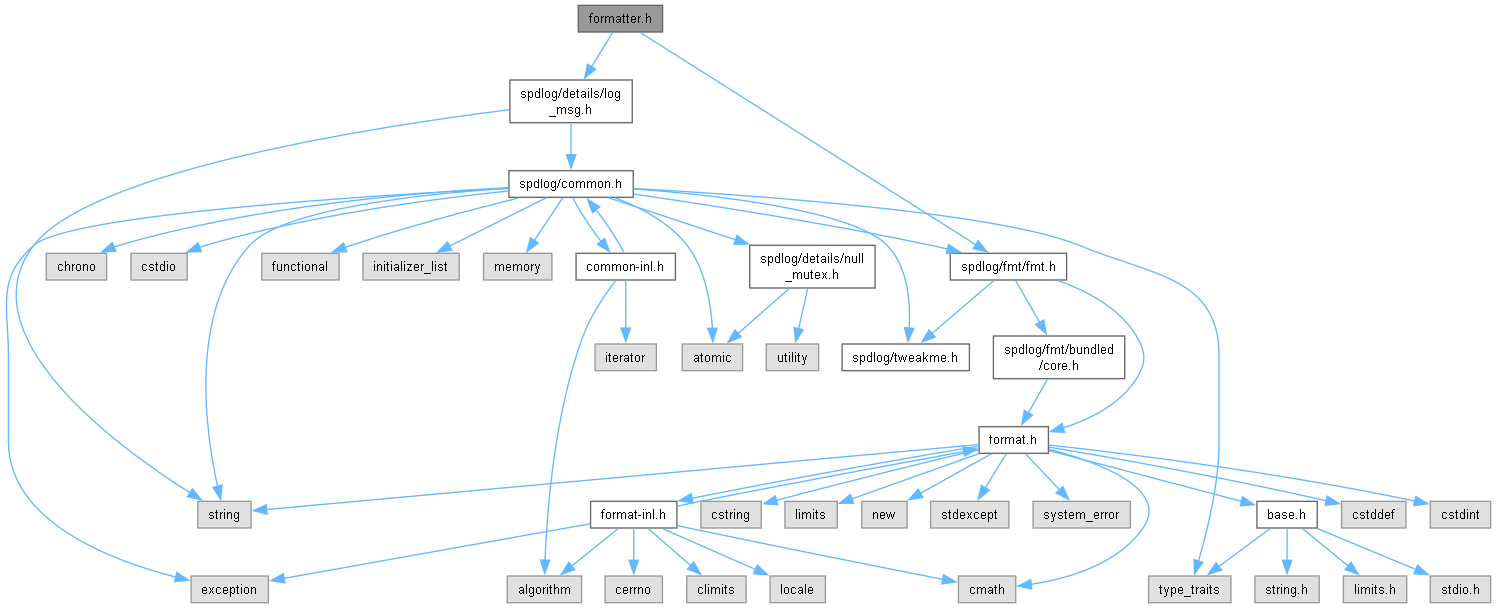 formatter.h
spdlog/details/log
_msg.h
spdlog/common.h
chrono
cstdio
functional
initializer_list
memory
common-inl.h
spdlog/details/null
_mutex.h
spdlog/fmt/fmt.h
iterator
atomic
utility
spdlog/tweakme.h
spdlog/fmt/bundled
/core.h
format.h
string
format-inl.h
cstring
limits
new
stdexcept
system_error
base.h
cstddef
cstdint
exception
algorithm
cerrno
climits
locale
cmath
type_traits
string.h
limits.h
stdio.h